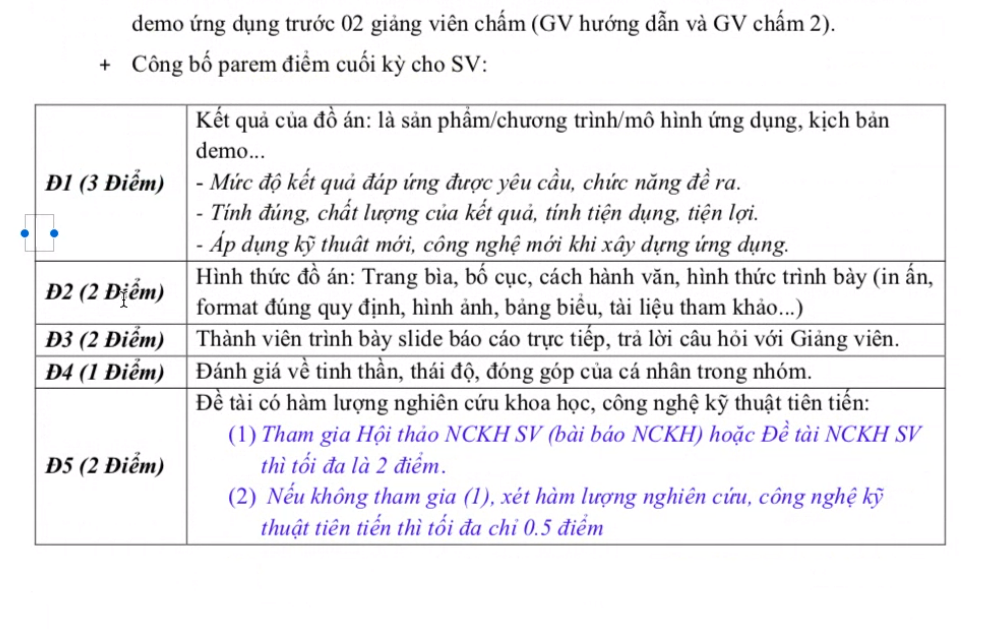 demo ứng dụng trước 02 giảng viên chấm (GV hướng dẫn và GV chấm 2).
+ Công bố parem điểm cuối kỳ cho SV:
Đ1 (3 Điểm)
Kết quả của đồ án: là sản phẩm/chương trình/mô hình ứng dụng, kịch bản
demo...
- Mức độ kết quả đáp ứng được yêu cầu, chức năng đề ra.
- Tính đúng, chất lượng của kết quả, tính tiện dụng, tiện lợi.
- Áp dụng kỹ thuât mới, công nghệ mới khi xây dựng ứng dụng.
Đ2 (2 Điểm)
Hình thức đồ án: Trang bìa, bố cục, cách hành văn, hình thức trình bày (in ấn,
format đúng quy định, hình ảnh, bảng biểu, tài liệu tham khảo...)
Đ3 (2 Điểm)
Thành viên trình bày slide báo cáo trực tiếp, trả lời câu hỏi với Giảng viên.
Đ4 (1 Điểm)
Đánh giá về tinh thần, thái độ, đóng góp của cá nhân trong nhóm.
Đ5 (2 Điểm)
Đề tài có hàm lượng nghiên cứu khoa học, công nghệ kỹ thuật tiên tiến:
(1) Tham gia Hội thảo NCKH SV (bài báo NCKH) hoặc Đề tài NCKH SV
thì tối đa là 2 điểm.
(2) Nếu không tham gia (1), xét hàm lượng nghiên cứu, công nghệ kỹ
thuật tiên tiến thì tối đa chỉ 0.5 điểm